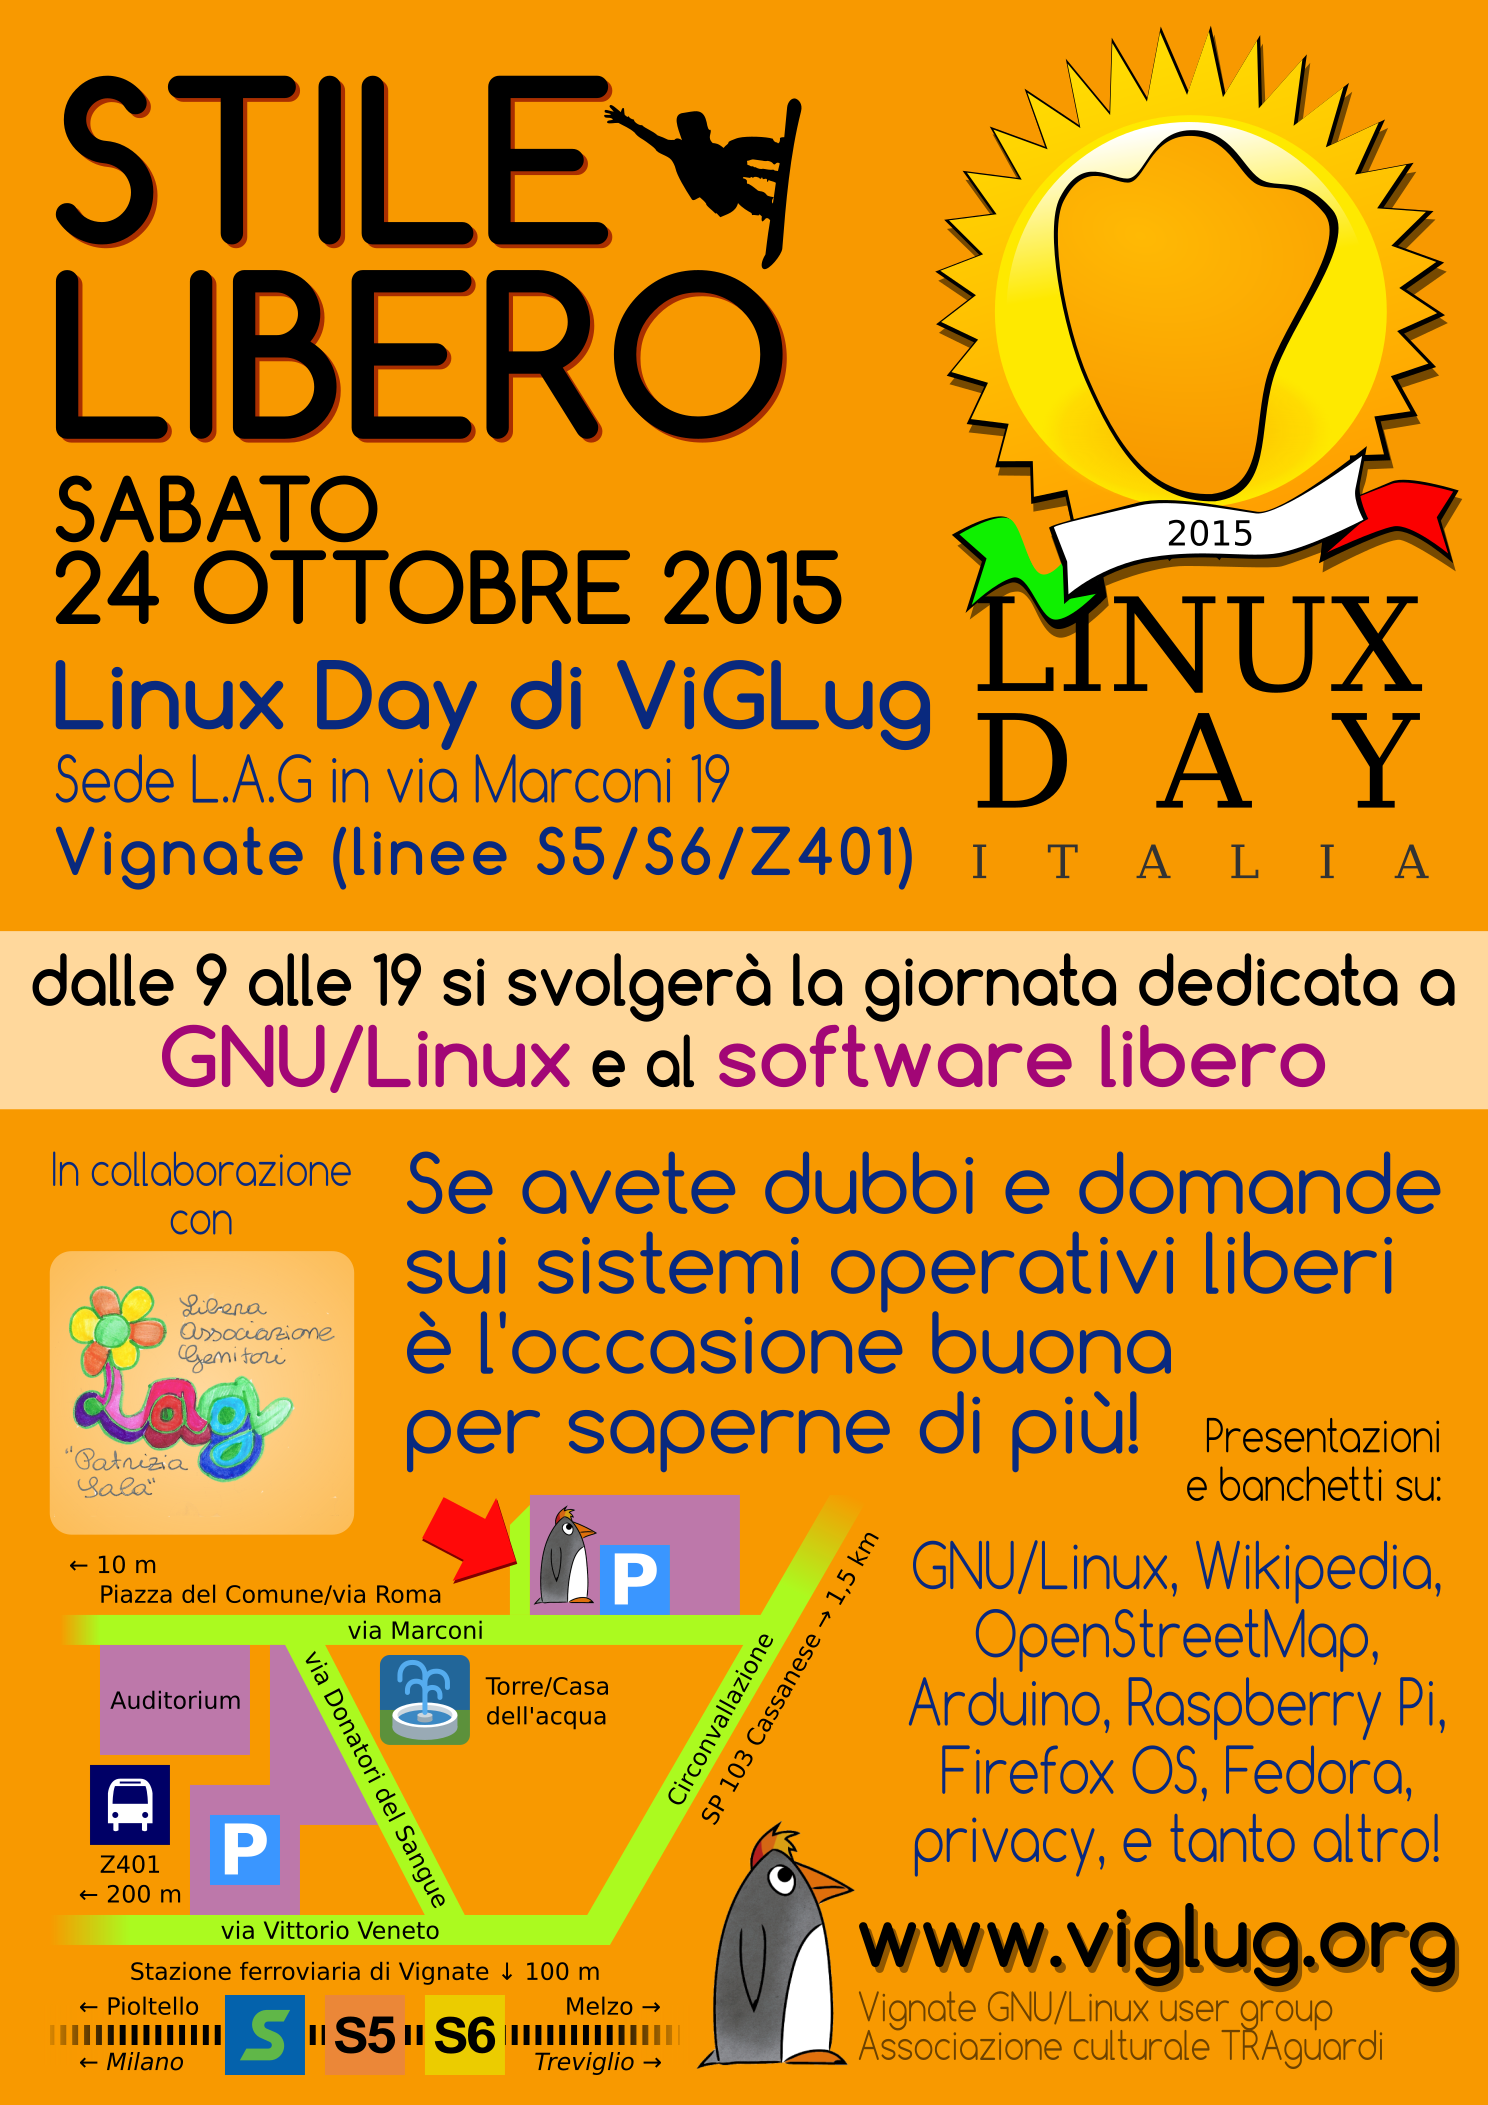 STILE
LIBERO
SABATO
24 OTTOBRE 2015
Linux Day di ViGLug
Sede L.A.G in via Marconi 19
Vignate (linee S5/S6/Z401)
2015
LINUX
DAY
ITALIA
dalle 9 alle 19 si svolgerà la giornata dedicata a
GNU/Linux e al software libero
In collaborazione
con
Libera
Associazione
Genitori
Lag
"Patrizia
Sala"
Se avete dubbi e domande
sui sistemi operativi liberi
è l'occasione buona
per saperne di più!
Presentazioni
e banchetti su:
GNU/Linux, Wikipedia,
OpenStreetMap,
Arduino, Raspberry Pi,
Firefox OS, Fedora,
privacy, e tanto altro!
← 10 m
Piazza del Comune/via Roma
P
via Marconi
Auditorium
via Donatori del Sangue
Torre/Casa
dell'acqua
Circonvallazione
SP 103 Cassanese → 1,5 km
P
Z401
← 200 m
via Vittorio Veneto
Stazione ferroviaria di Vignate ↓ 100 m
← Pioltello
Melzo →
S S5 S6
← Milano
Treviglio →
www.viglug.org
Vignate GNU/Linux user group
Associazione culturale TRAguardi